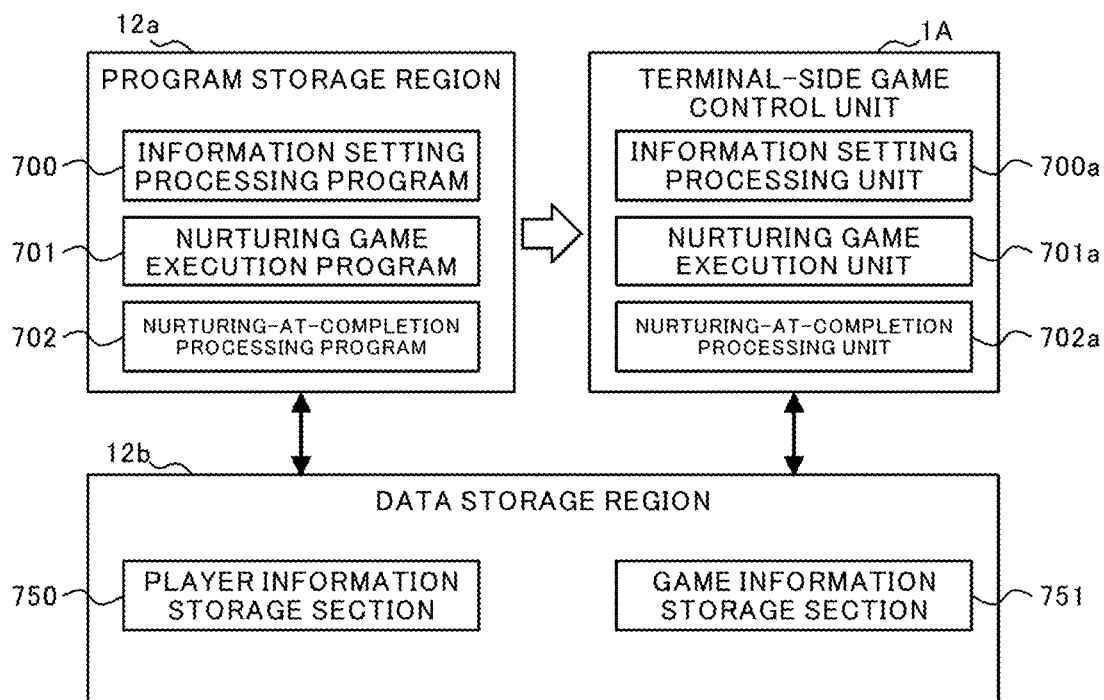 12a
PROGRAM STORAGE REGION
700
INFORMATION SETTING
PROCESSING PROGRAM
701
NURTURING GAME
EXECUTION PROGRAM
702
NURTURING-AT-COMPLETION
PROCESSING PROGRAM
1A
TERMINAL-SIDE GAME
CONTROL UNIT
INFORMATION SETTING
PROCESSING UNIT
700a
NURTURING GAME
EXECUTION UNIT
701a
NURTURING-AT-COMPLETION
PROCESSING UNIT
702a
12b
DATA STORAGE REGION
750
PLAYER INFORMATION
STORAGE SECTION
GAME INFORMATION
STORAGE SECTION
751